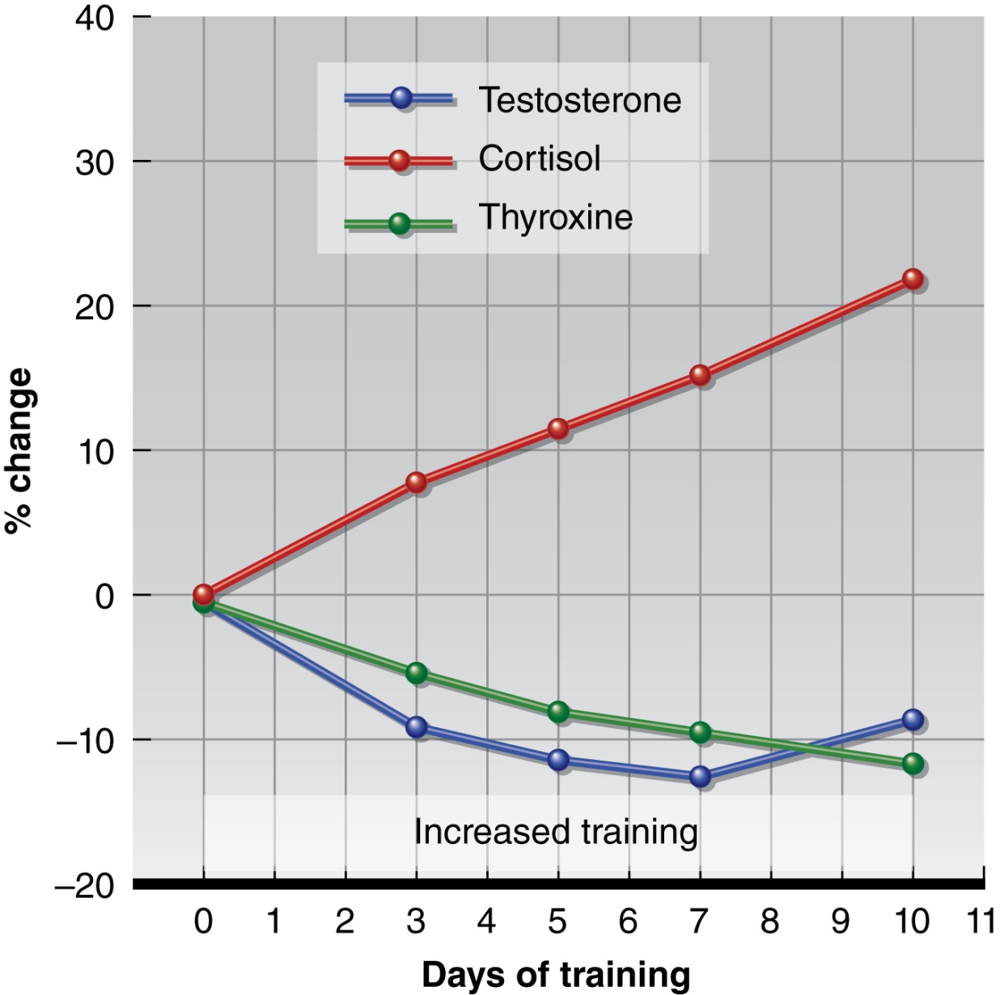 40
30
20
10
0
–10
–20
% change
Testosterone
Cortisol
Thyroxine
Increased training
0 1 2 3 4 5 6 7 8 9 10 11
Days of training